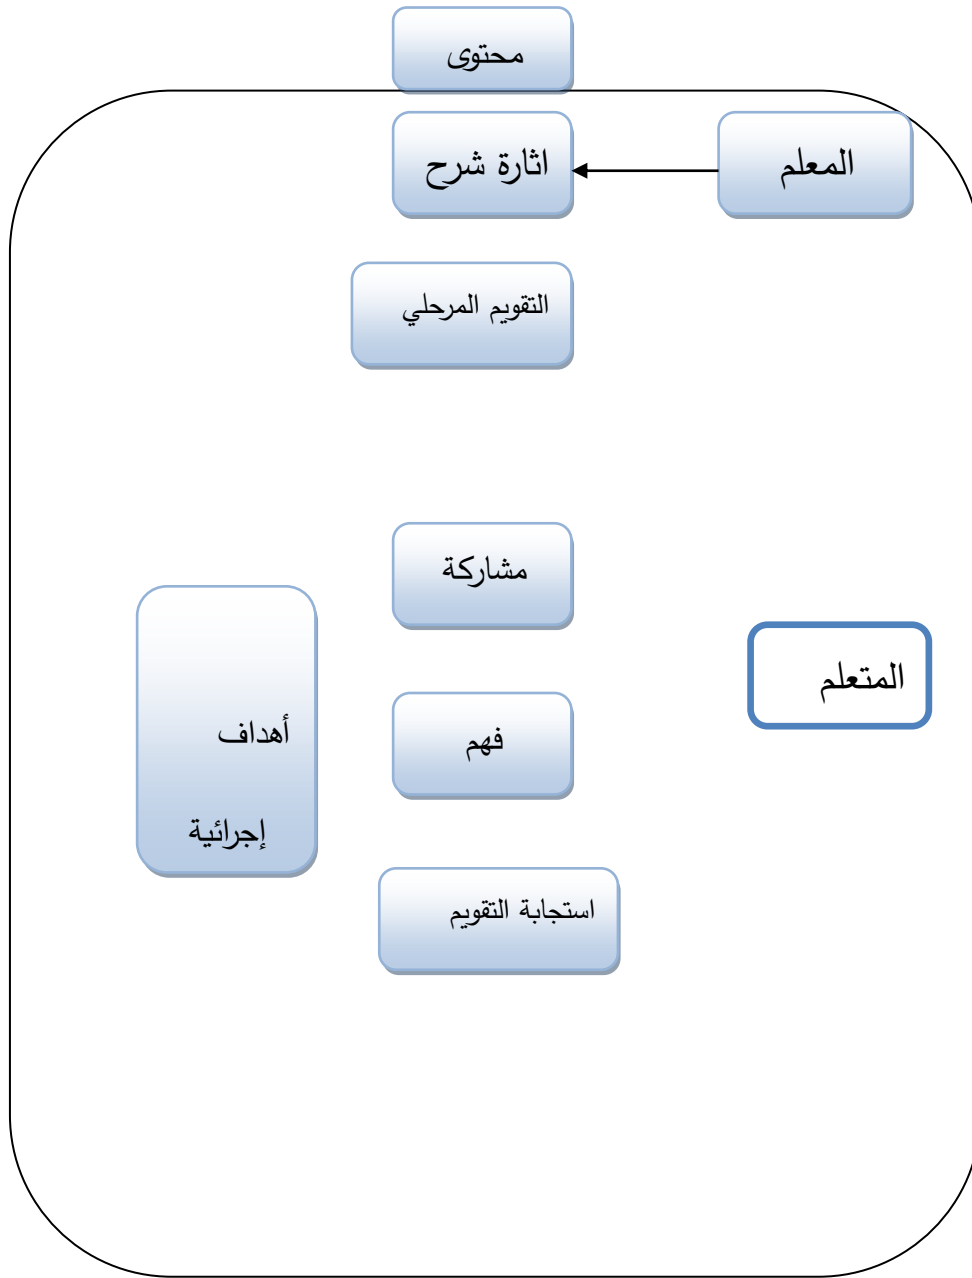 محتوى
المعلم
اثارة شرح
التقويم المرحلي
مشاركة
المتعلم
فهم
أهداف
إجرائية
استجابة التقويم